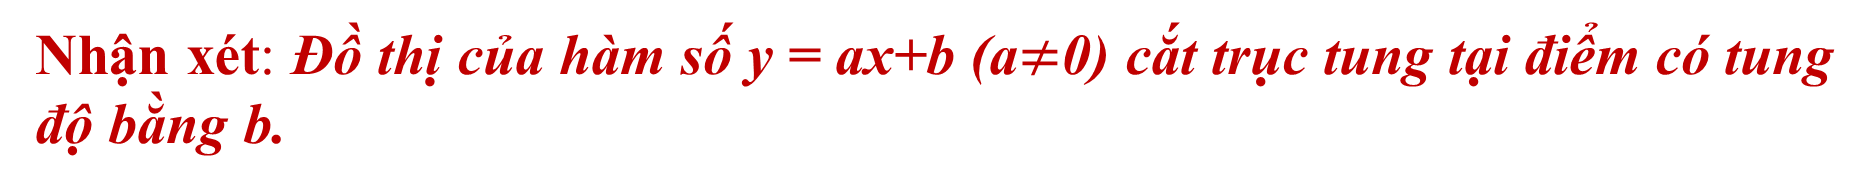 Nhận xét: Đồ thị của hàm số y = ax+b (a≠0) cắt trục tung tại điểm có tung
độ bằng b.